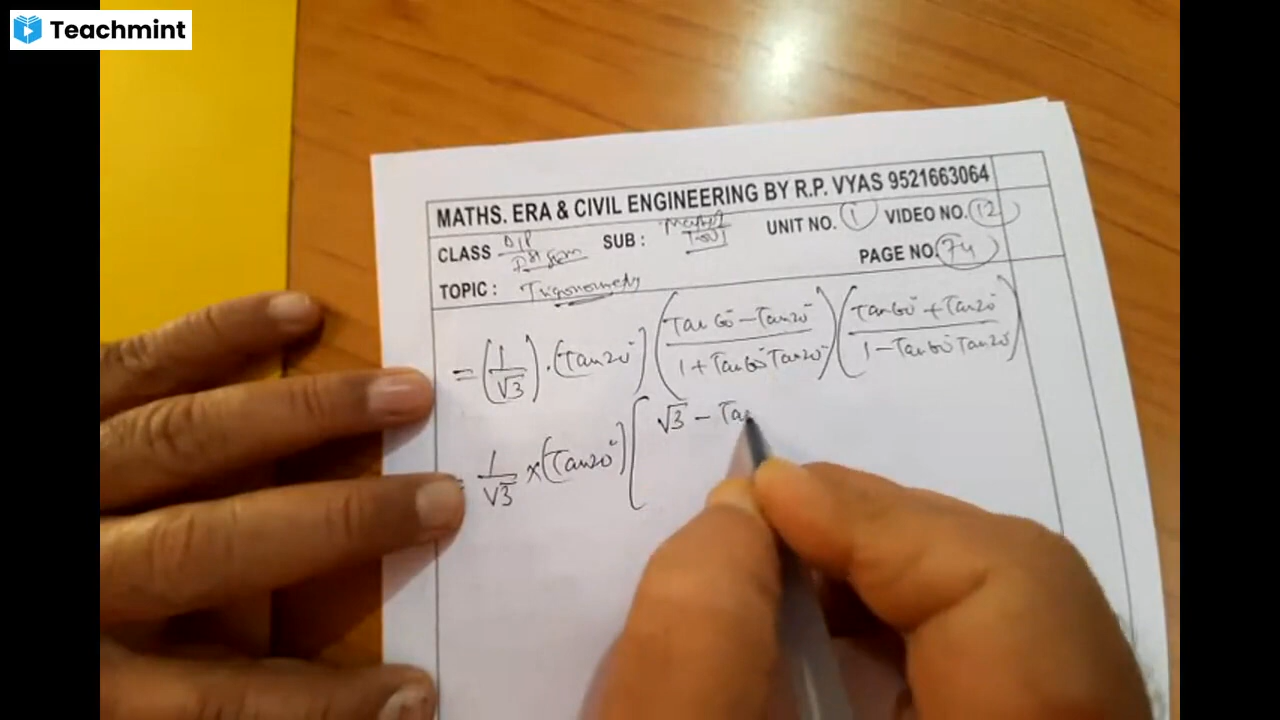 Teachmint
MATHS. ERA & CIVIL ENGINEERING BY R.P. VYAS 9521663064
CLASS SUB : UNIT NO. 1 VIDEO NO. 12
PAGE NO. 74
TOPIC : Trigonometry
= (1/√3) · (Tan20°) ((Tan60° - Tan20°)/(1 + Tan60° Tan20°)) ((Tan60° + Tan20°)/(1 - Tan60° Tan20°))
= 1/√3 × (Tan20°) [ √3 - Ta